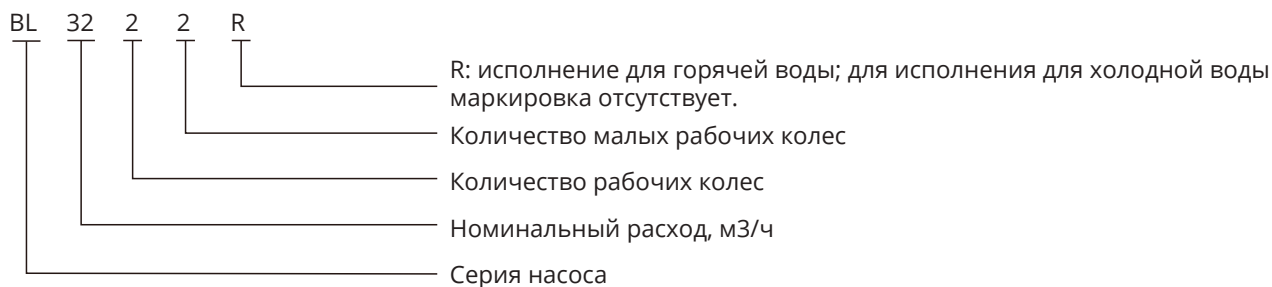 BL 32 2 2 R
R: исполнение для горячей воды; для исполнения для холодной воды
маркировка отсутствует.
Количество малых рабочих колес
Количество рабочих колес
Номинальный расход, м3/ч
Серия насоса